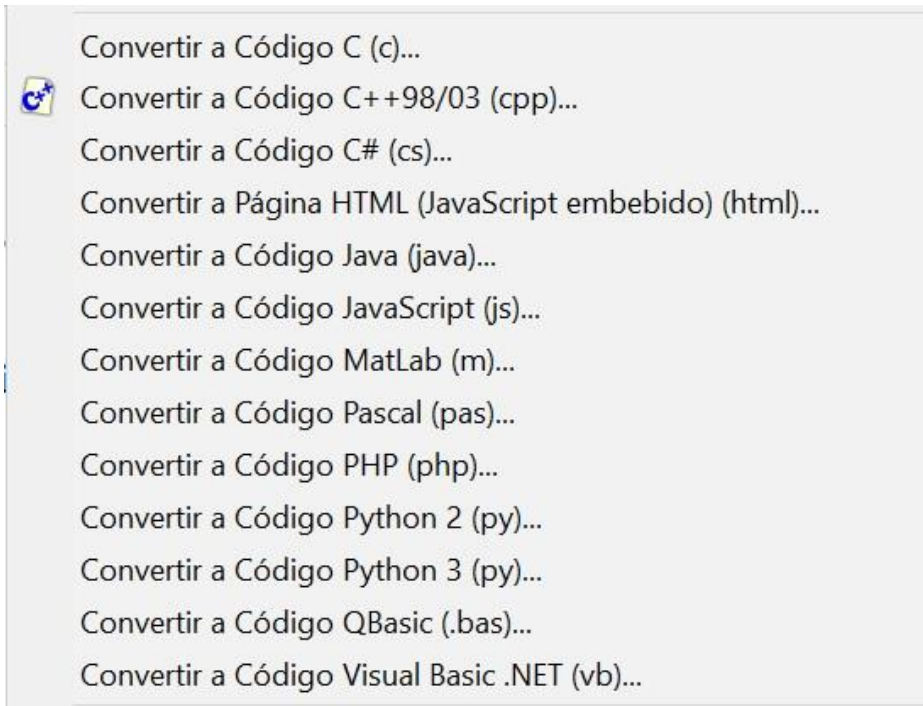 Convertir a Código C (c)...
C++ Convertir a Código C++98/03 (cpp)...
Convertir a Código C# (cs)...
Convertir a Página HTML (JavaScript embebido) (html)...
Convertir a Código Java (java)...
Convertir a Código JavaScript (js)...
Convertir a Código MatLab (m)...
Convertir a Código Pascal (pas)...
Convertir a Código PHP (php)...
Convertir a Código Python 2 (py)...
Convertir a Código Python 3 (py)...
Convertir a Código QBasic (.bas)...
Convertir a Código Visual Basic .NET (vb)...